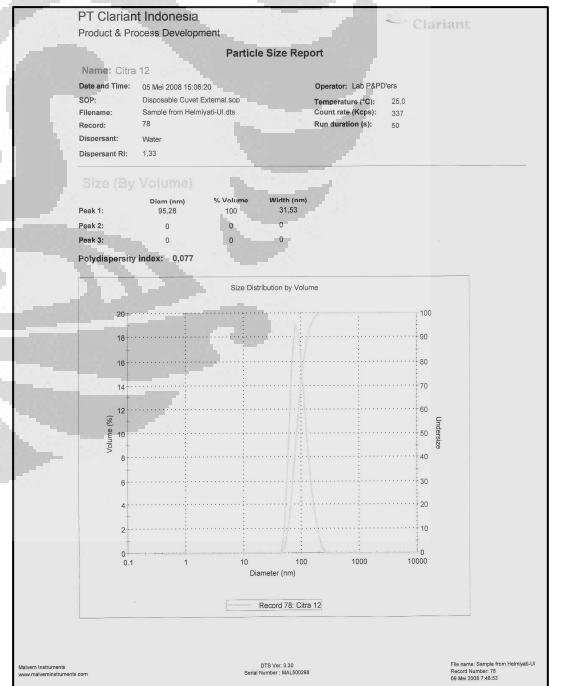 PT Clariant Indonesia
Product & Process Development
Clariant
Particle Size Report
Name: Citra 12
Date and Time: 05 Mei 2008 15:06:20
Operator: Lab P&PD'ers
SOP: Disposable Cuvet External.sop
Temperature (°C): 25,0
Filename: Sample from Helmiyati-UI.dts
Count rate (Kcps): 337
Record: 78
Run duration (s): 50
Dispersant: Water
Dispersant RI: 1,33
Size (By Volume)
Diam (nm) % Volume Width (nm)
Peak 1: 95,28 100 31,53
Peak 2: 0 0 0
Peak 3: 0 0 0
Polydispersity index: 0,077
Size Distribution by Volume
20
18
16
14
12
10
8
6
4
2
0
Volume (%)
100
90
80
70
60
50
40
30
20
10
0
Undersize
0.1 1 10 100 1000 10000
Diameter (nm)
Record 78: Citra 12
Malvern Instruments
www.malverninstruments.com
DTS Ver. 3.30
Serial Number : MAL500298
File name: Sample from Helmiyati-UI
Record Number: 78
09 Mei 2008 7:46:53